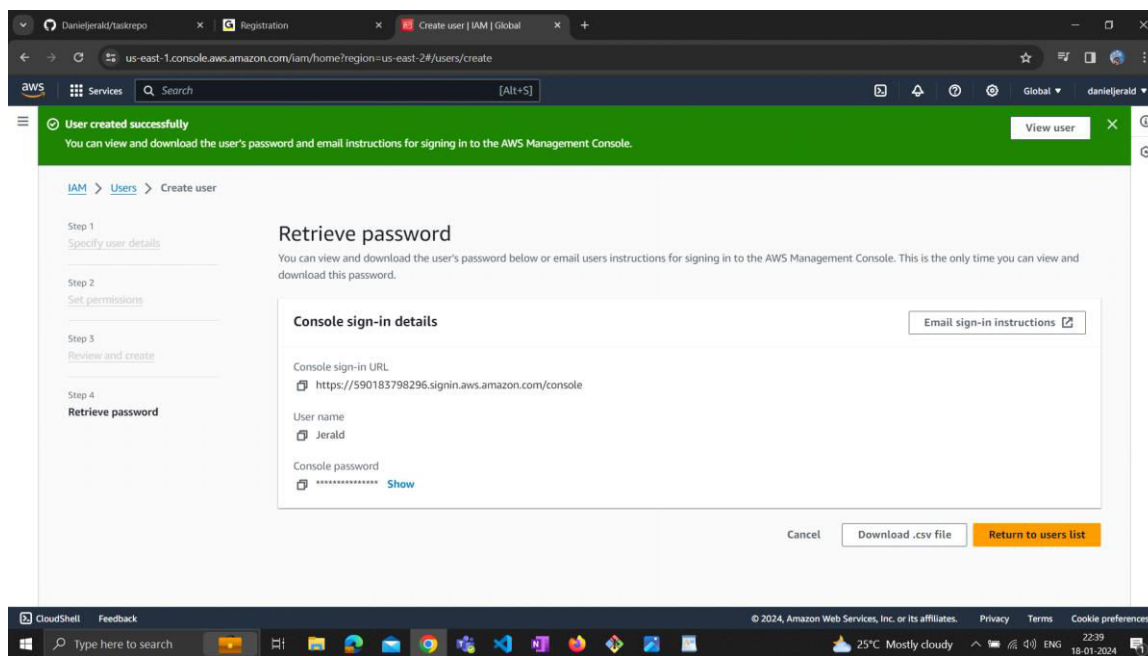 Danieljerald/taskrepo
Registration
Create user | IAM | Global
us-east-1.console.aws.amazon.com/iam/home?region=us-east-2#/users/create
aws
Services
Search
[Alt+S]
Global
danieljerald
User created successfully
You can view and download the user's password and email instructions for signing in to the AWS Management Console.
View user
IAM > Users > Create user
Step 1
Specify user details
Step 2
Set permissions
Step 3
Review and create
Step 4
Retrieve password
Retrieve password
You can view and download the user's password below or email users instructions for signing in to the AWS Management Console. This is the only time you can view and
download this password.
Console sign-in details
Email sign-in instructions
Console sign-in URL
https://590183798296.signin.aws.amazon.com/console
User name
Jerald
Console password
*************** Show
Cancel
Download .csv file
Return to users list
CloudShell
Feedback
© 2024, Amazon Web Services, Inc. or its affiliates.
Privacy
Terms
Cookie preferences
Type here to search
25°C Mostly cloudy
ENG
22:39
18-01-2024